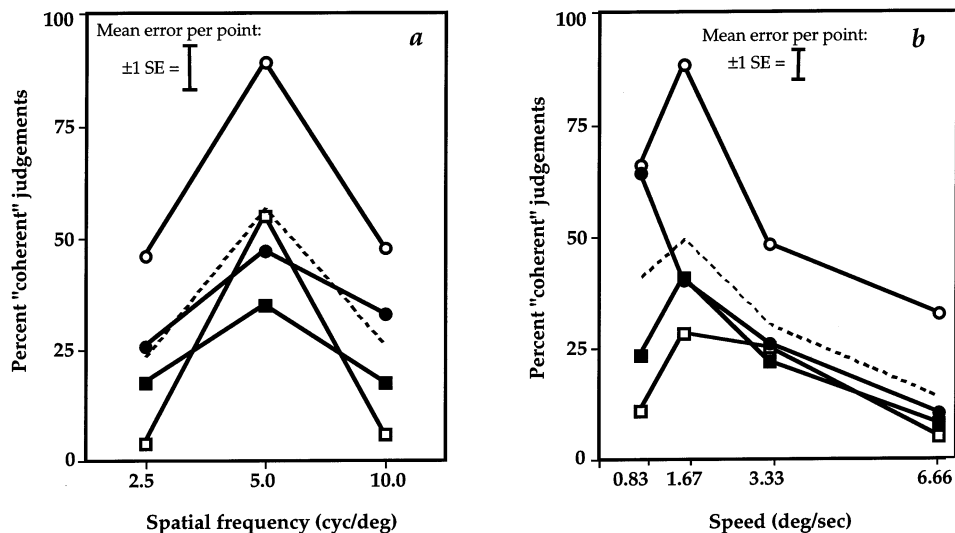 100
75
50
25
0
Percent "coherent" judgements
Mean error per point:
±1 SE =
a
2.5 5.0 10.0
Spatial frequency (cyc/deg)
100
75
50
25
0
Percent "coherent" judgements
Mean error per point:
±1 SE =
b
0.83 1.67 3.33 6.66
Speed (deg/sec)